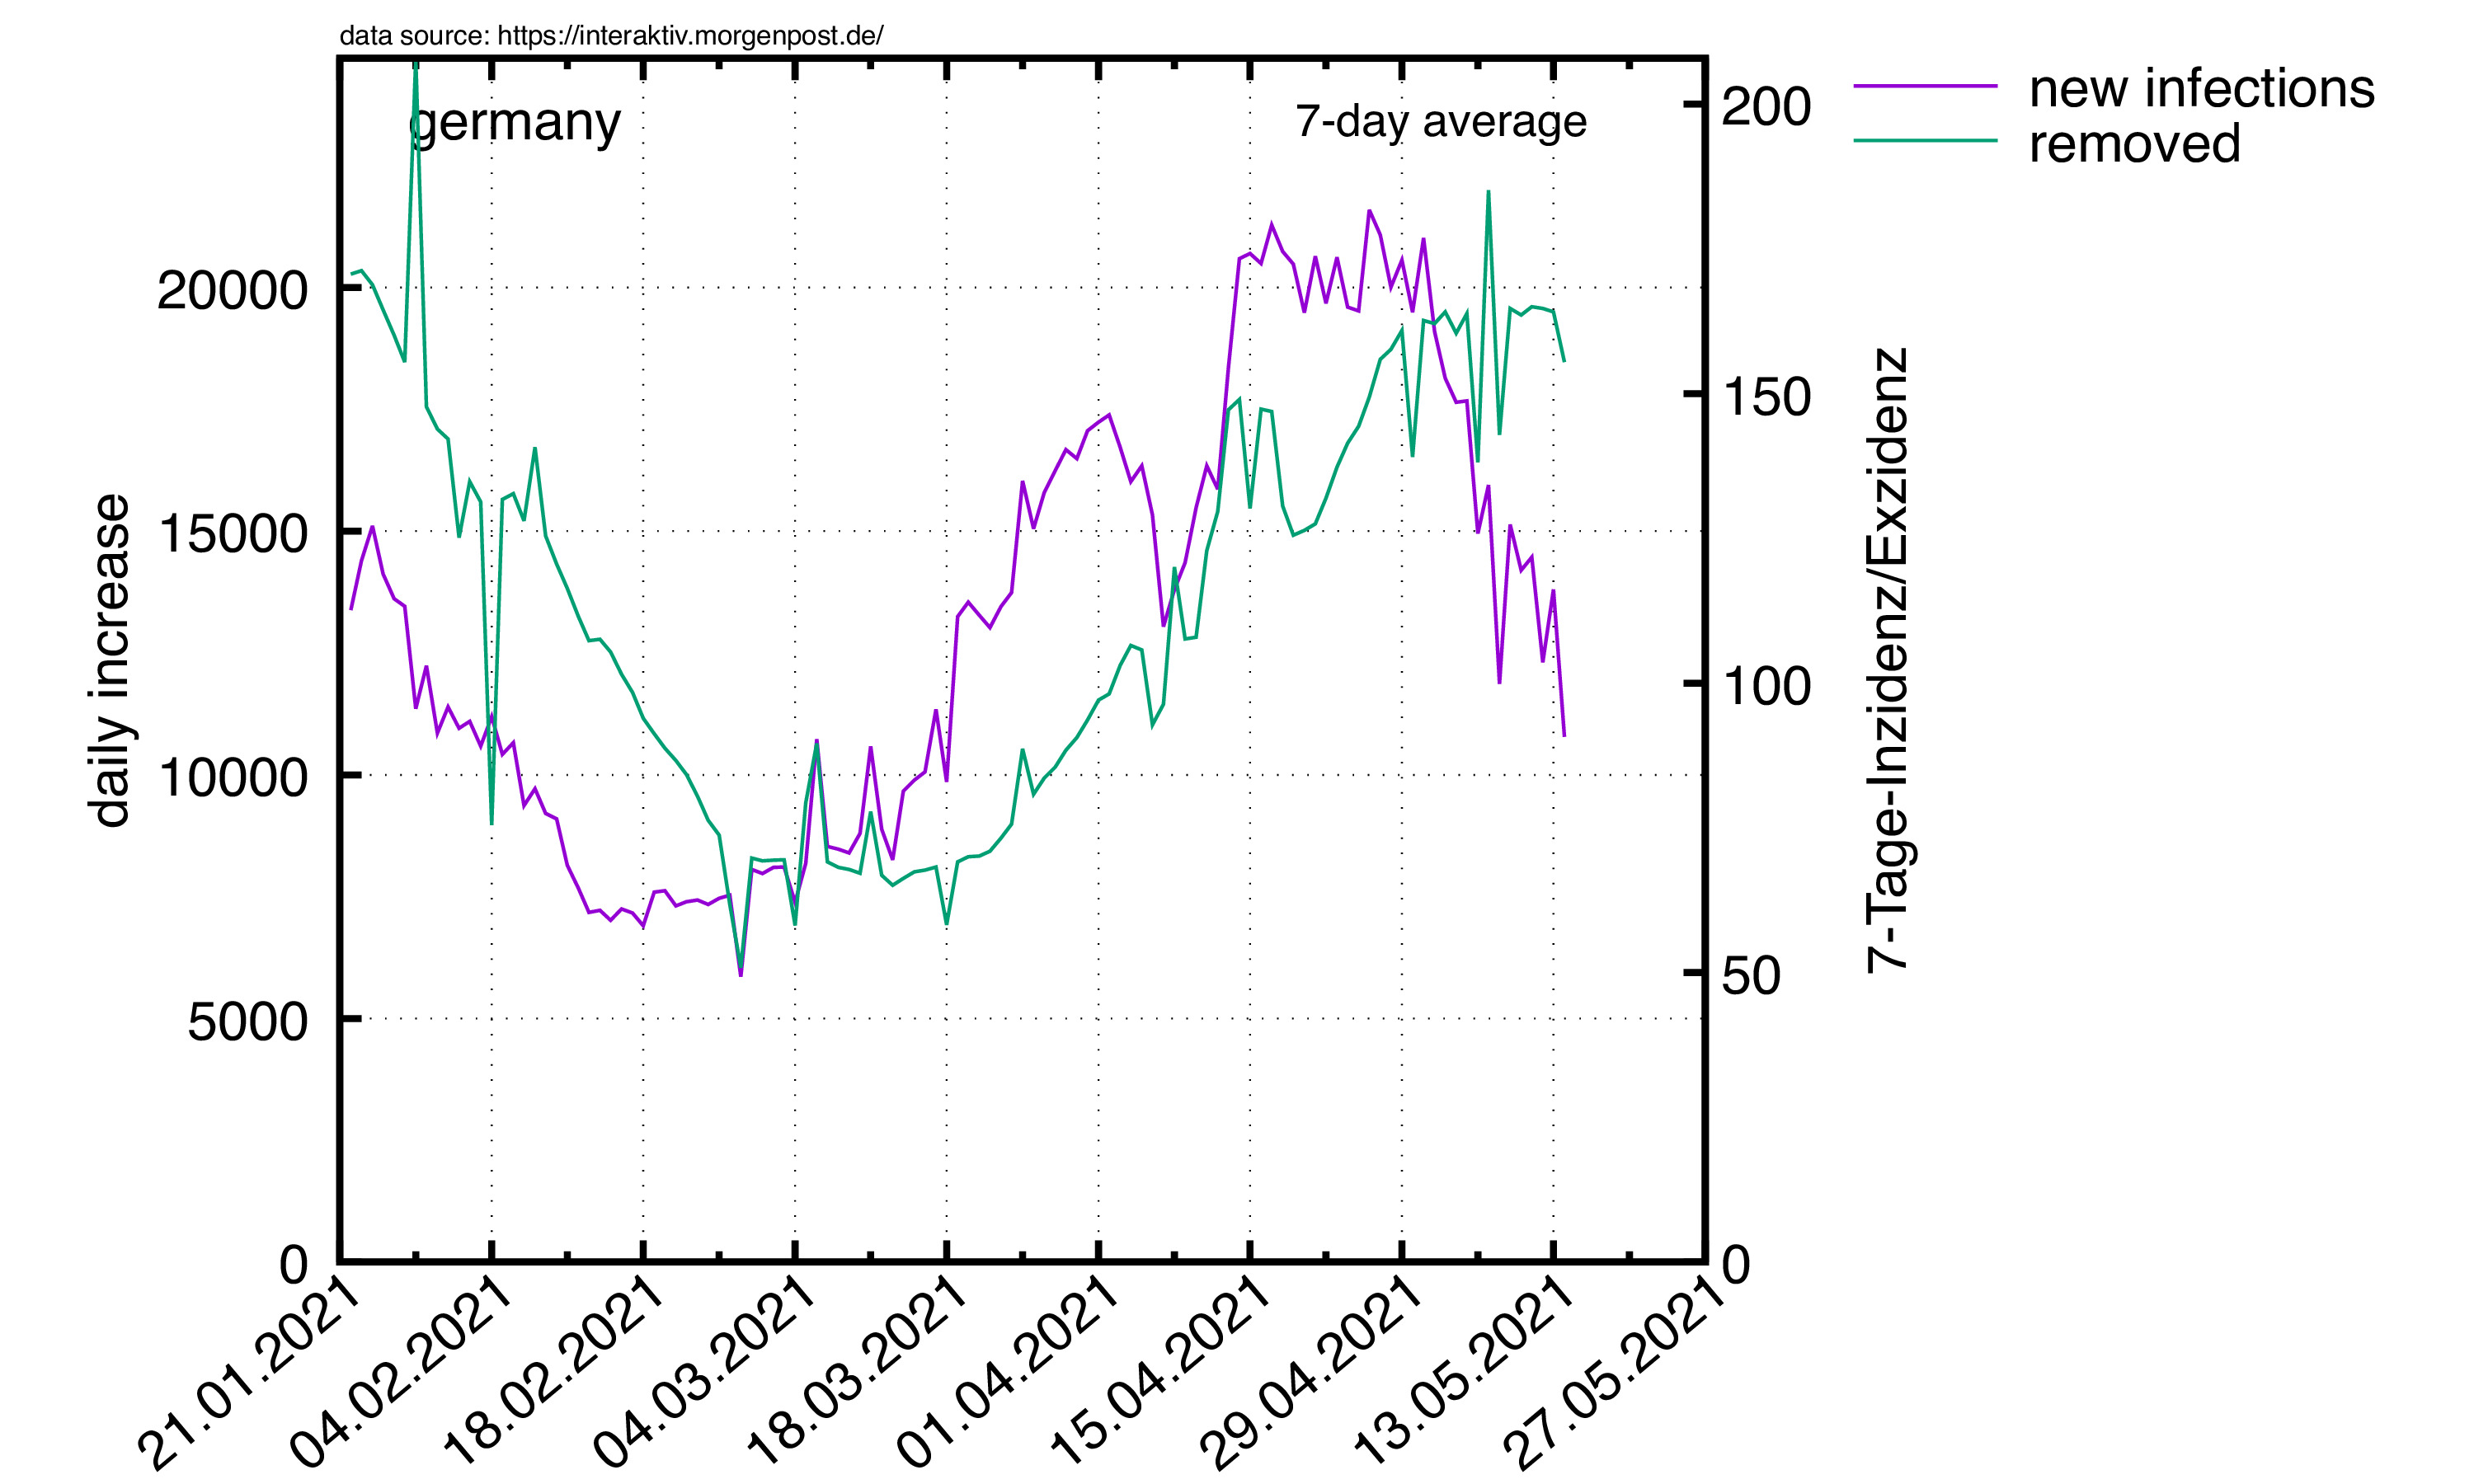 data source: https://interaktiv.morgenpost.de/
germany
7-day average
new infections
removed
daily increase
20000
15000
10000
5000
0
200
150
100
50
0
7-Tage-Inzidenz/Exzidenz
21.01.2021
04.02.2021
18.02.2021
04.03.2021
18.03.2021
01.04.2021
15.04.2021
29.04.2021
13.05.2021
27.05.2021